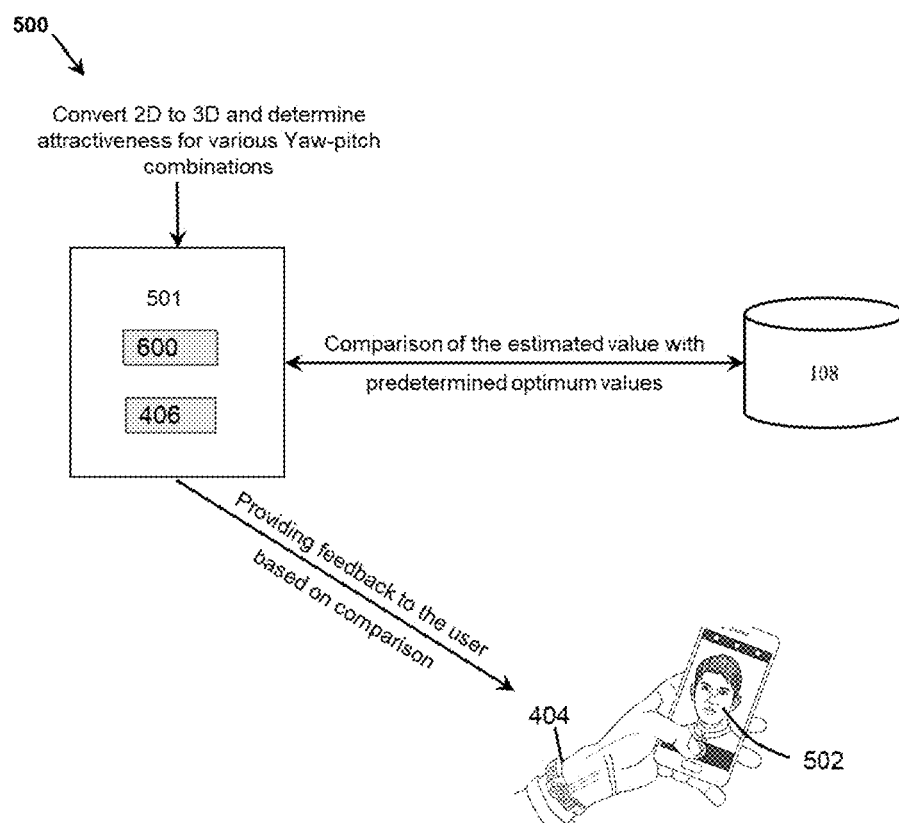 500
Convert 2D to 3D and determine
attractiveness for various Yaw-pitch
combinations
501
600
406
Comparison of the estimated value with
predetermined optimum values
108
Providing feedback to the user
based on comparison
404
502